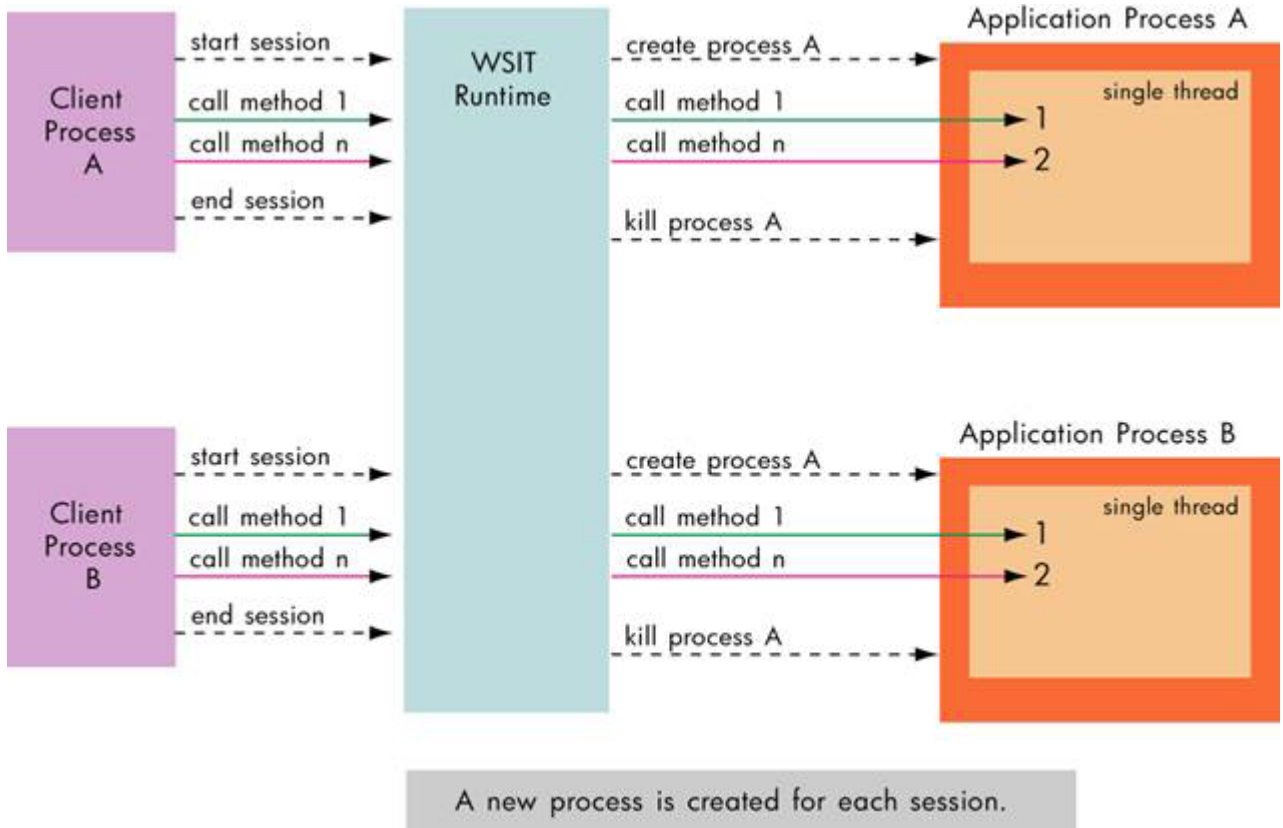 Application Process A
start session
create process A
WSIT
Runtime
single thread
Client
Process
A
call method 1
call method 1
1
call method n
call method n
2
end session
kill process A
Application Process B
start session
create process A
single thread
Client
Process
B
call method 1
call method 1
1
call method n
call method n
2
end session
kill process A
A new process is created for each session.